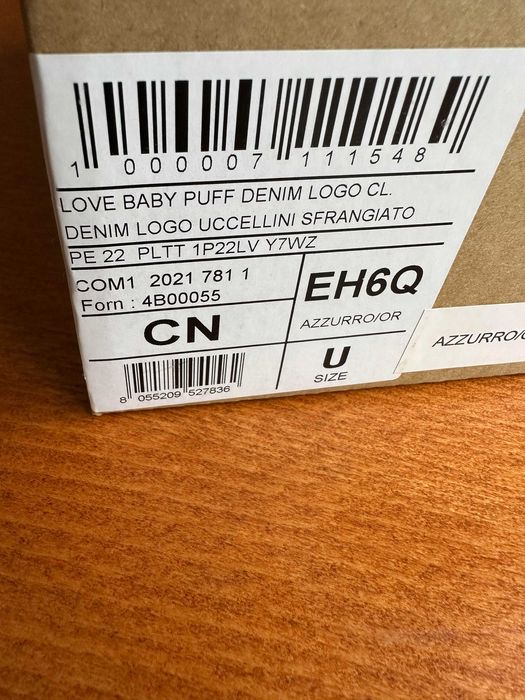 1 000007 111548
LOVE BABY PUFF DENIM LOGO CL.
DENIM LOGO UCCELLINI SFRANGIATO
PE 22 PLTT 1P22LV Y7WZ
COM1 2021 781 1
Forn : 4B00055
CN
8 055209 527836
EH6Q
AZZURRO/OR
U
SIZE
AZZURRO/